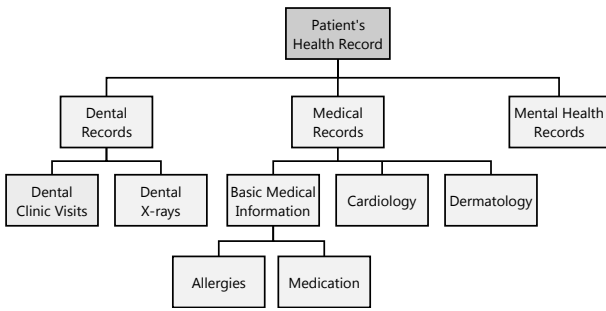 Patient's
Health Record
Dental
Records
Medical
Records
Mental Health
Records
Dental
Clinic Visits
Dental
X-rays
Basic Medical
Information
Cardiology
Dermatology
Allergies
Medication